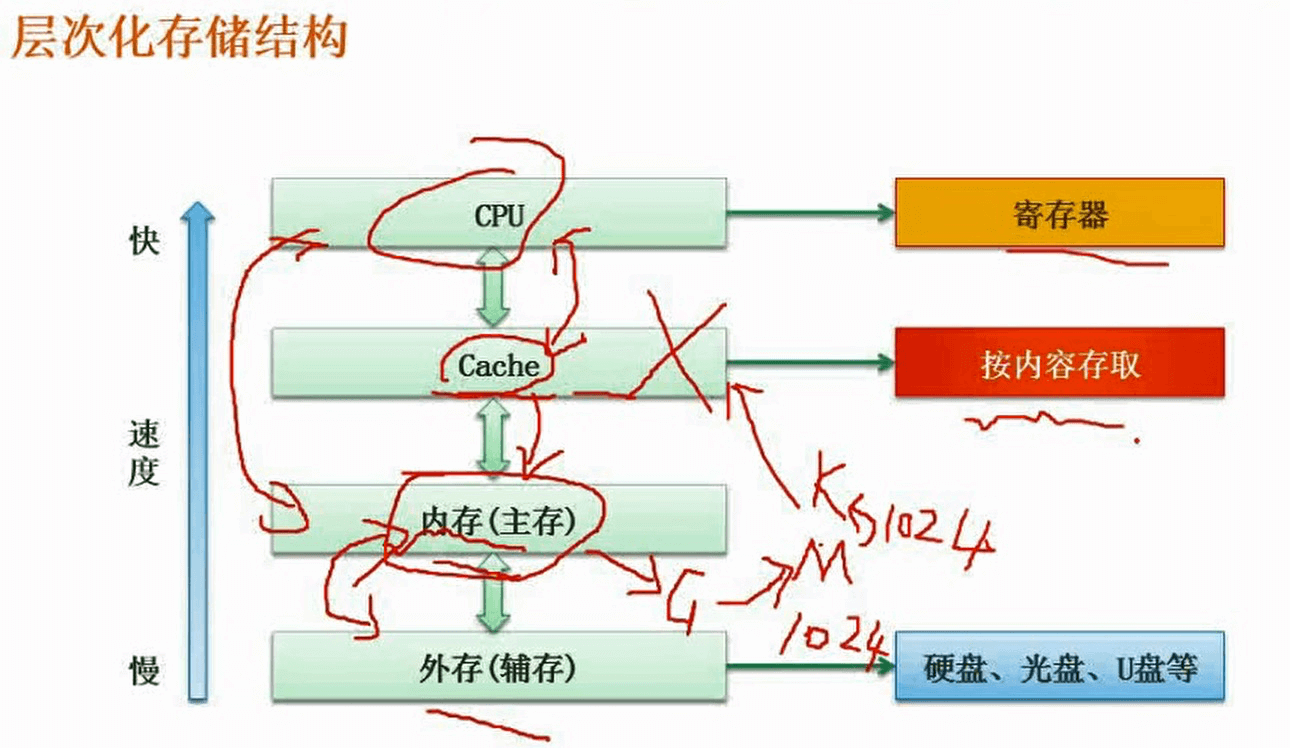 层次化存储结构
快
CPU
寄存器
Cache
按内容存取
速度
K 1024
内存(主存)
G
M
1024
慢
外存(辅存)
硬盘、光盘、U盘等